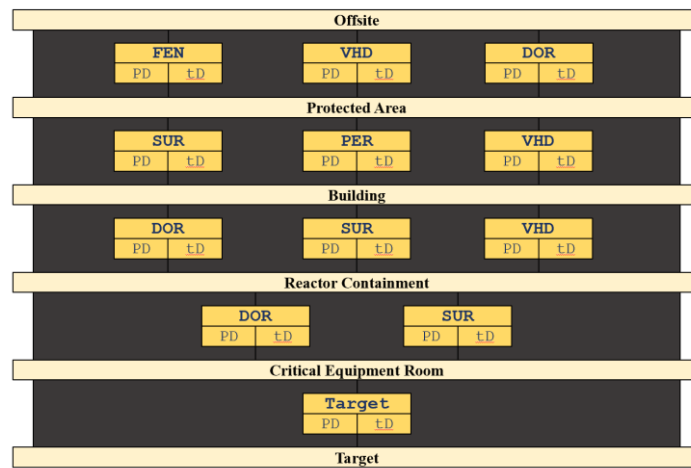 Offsite
FEN VHD DOR
PD tD PD tD PD tD
Protected Area
SUR PER VHD
PD tD PD tD PD tD
Building
DOR SUR VHD
PD tD PD tD PD tD
Reactor Containment
DOR SUR
PD tD PD tD
Critical Equipment Room
Target
PD tD
Target